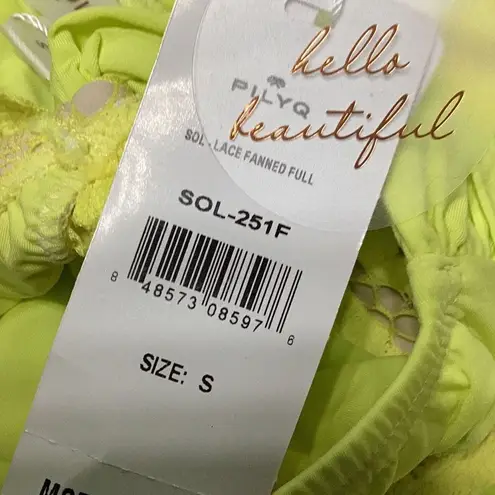 hello
PILYQ
beautiful
SOL - LACE FANNED FULL
SOL-251F
8 48573 08597 6
SIZE: S